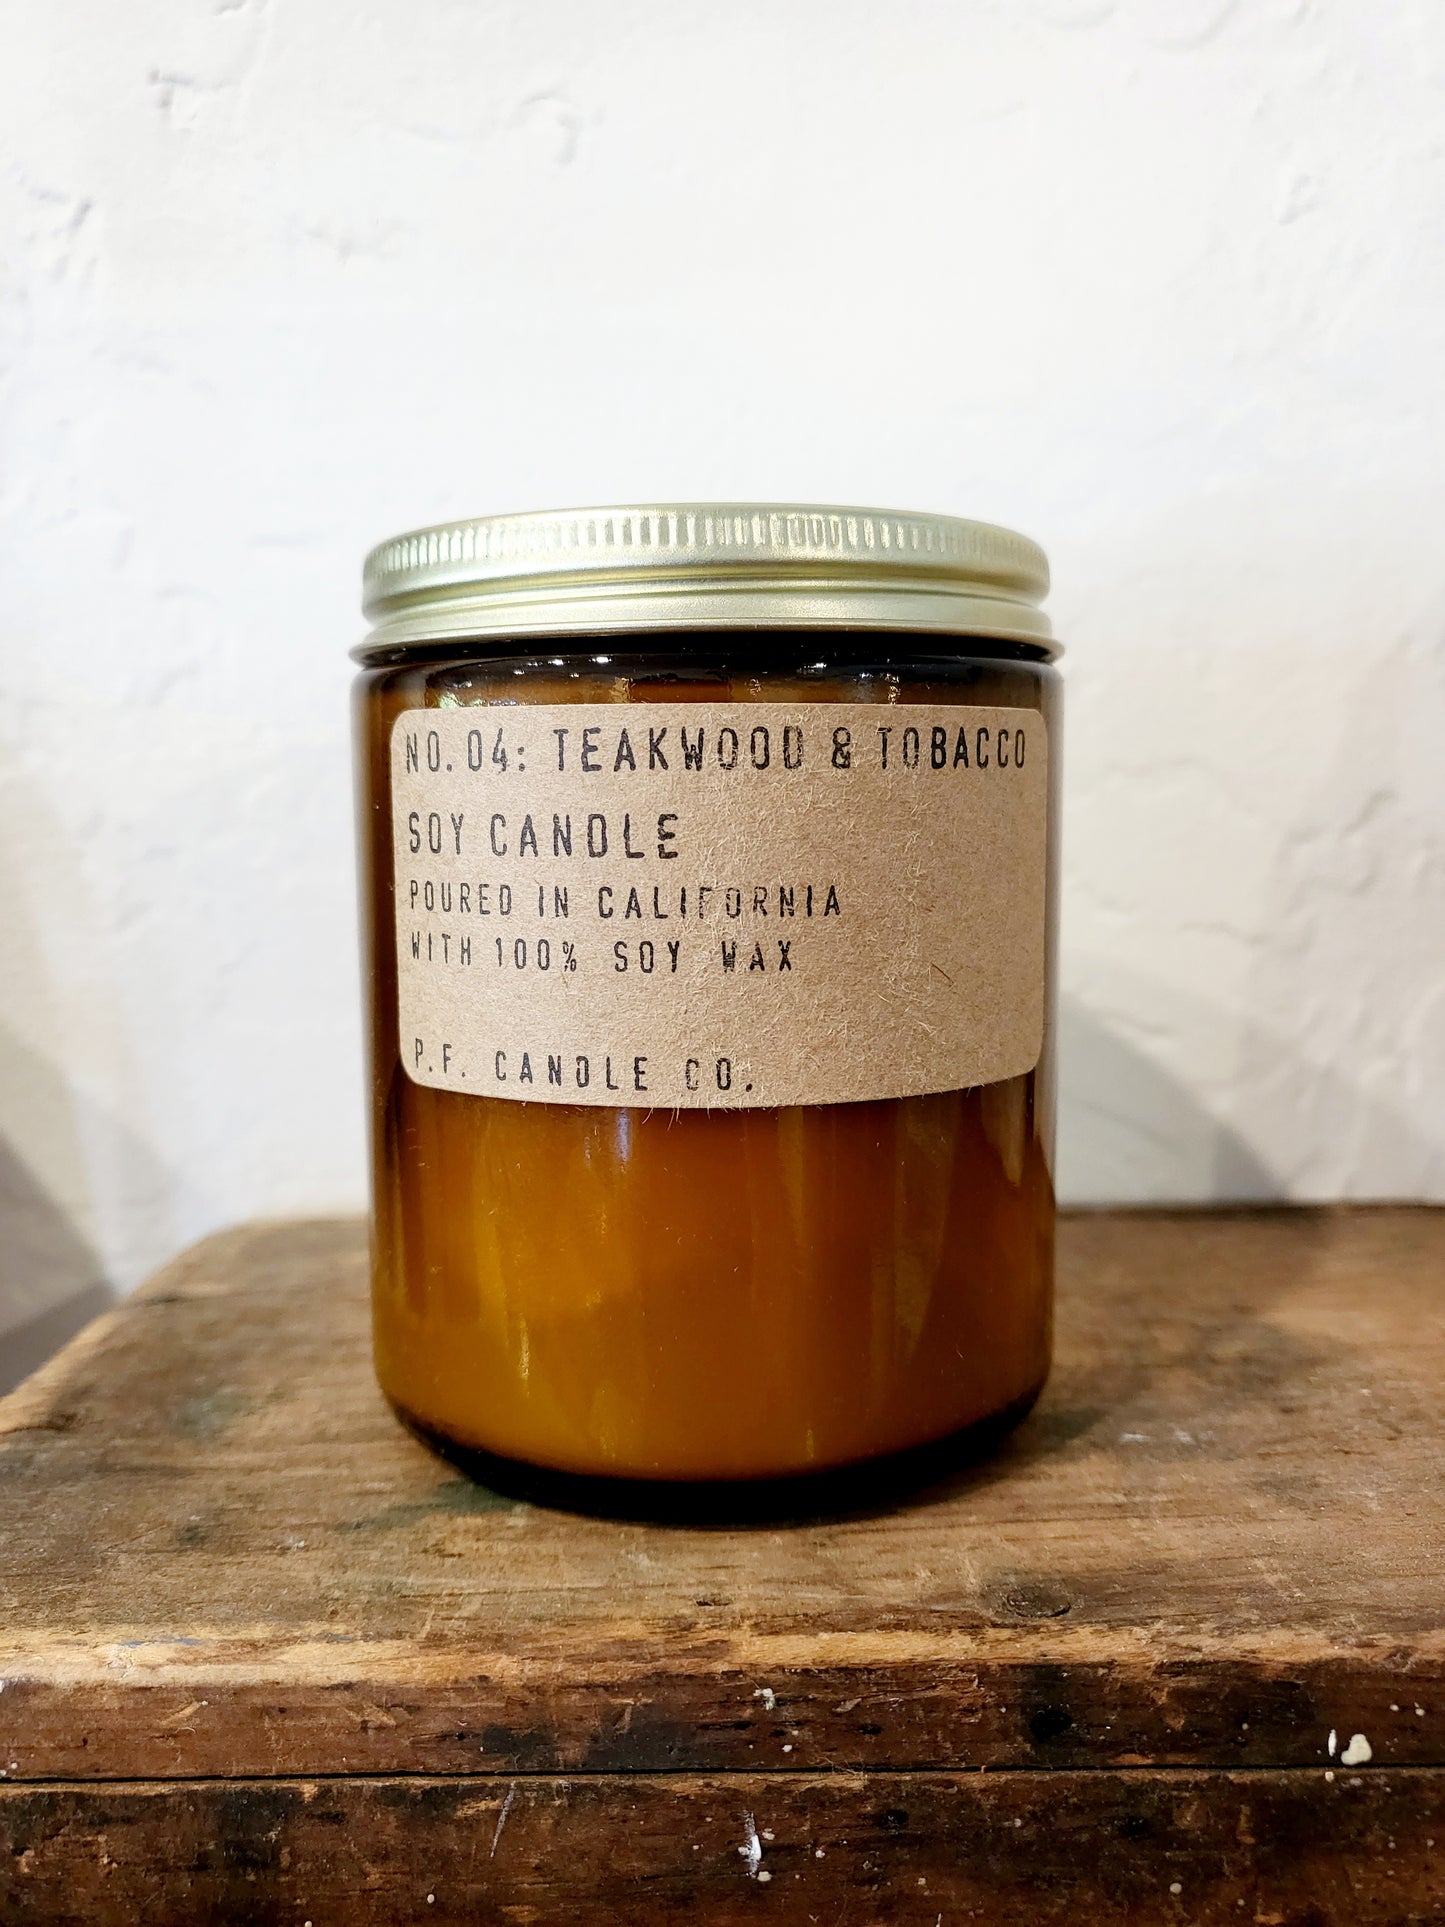 NO.04: TEAKWOOD & TOBACCO
SOY CANDLE
POURED IN CALIFORNIA
WITH 100% SOY WAX
P.F. CANDLE CO.